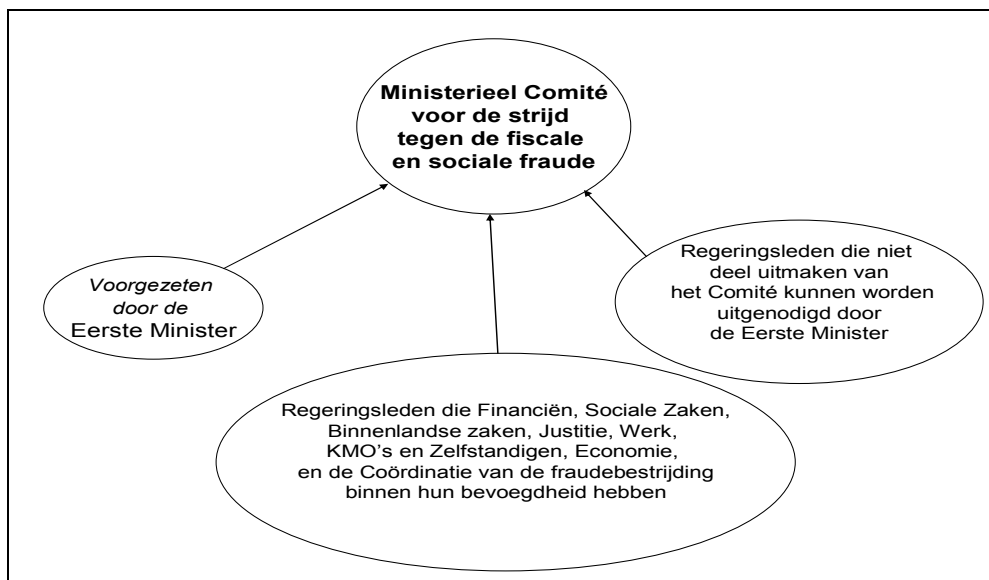 Ministerieel Comité
voor de strijd
tegen de fiscale
en sociale fraude
Voorgezeten
door de
Eerste Minister
Regeringsleden die niet
deel uitmaken van
het Comité kunnen worden
uitgenodigd door
de Eerste Minister
Regeringsleden die Financiën, Sociale Zaken,
Binnenlandse zaken, Justitie, Werk,
KMO's en Zelfstandigen, Economie,
en de Coördinatie van de fraudebestrijding
binnen hun bevoegdheid hebben